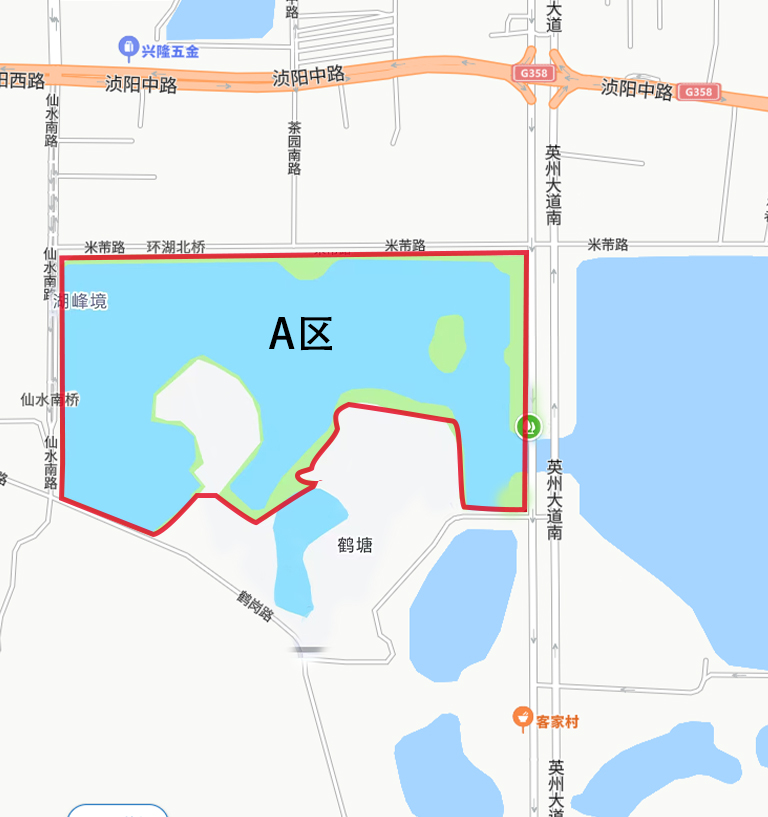 大道
兴隆五金
浈阳中路
浈阳中路
浈阳中路
G358
G358
阳西路
仙水南路
茶园南路
英州大道南
米芾路
环湖北桥
米芾路
米芾路
仙水南路
湖峰境
A区
仙水南桥
仙水南路
英州大道南
鹤塘
鹤岗路
客家村
英州大道